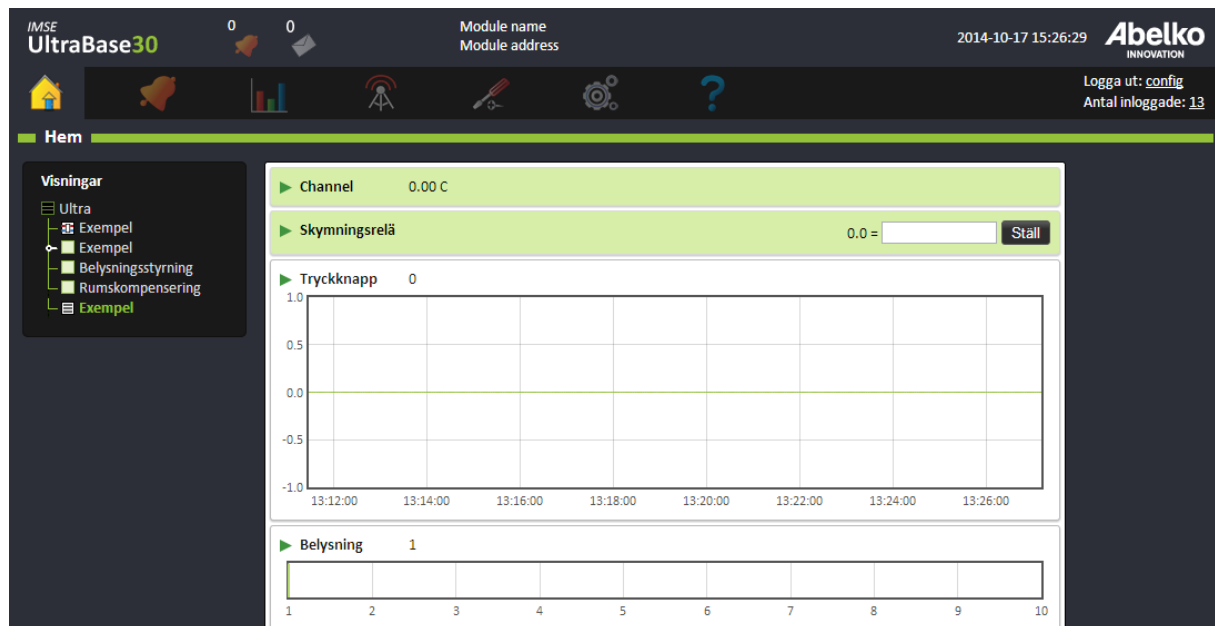 IMSE
UltraBase30
0
0
Module name
Module address
2014-10-17 15:26:29
Abelko
INNOVATION
?
Logga ut: config
Antal inloggade: 13
Hem
Visningar
Ultra
Exempel
Exempel
Belysningsstyrning
Rumskompensering
Exempel
Channel 0.00 C
Skymningsrelä 0.0 = Ställ
Tryckknapp 0
1.0
0.5
0.0
-0.5
-1.0
13:12:00 13:14:00 13:16:00 13:18:00 13:20:00 13:22:00 13:24:00 13:26:00
Belysning 1
1 2 3 4 5 6 7 8 9 10